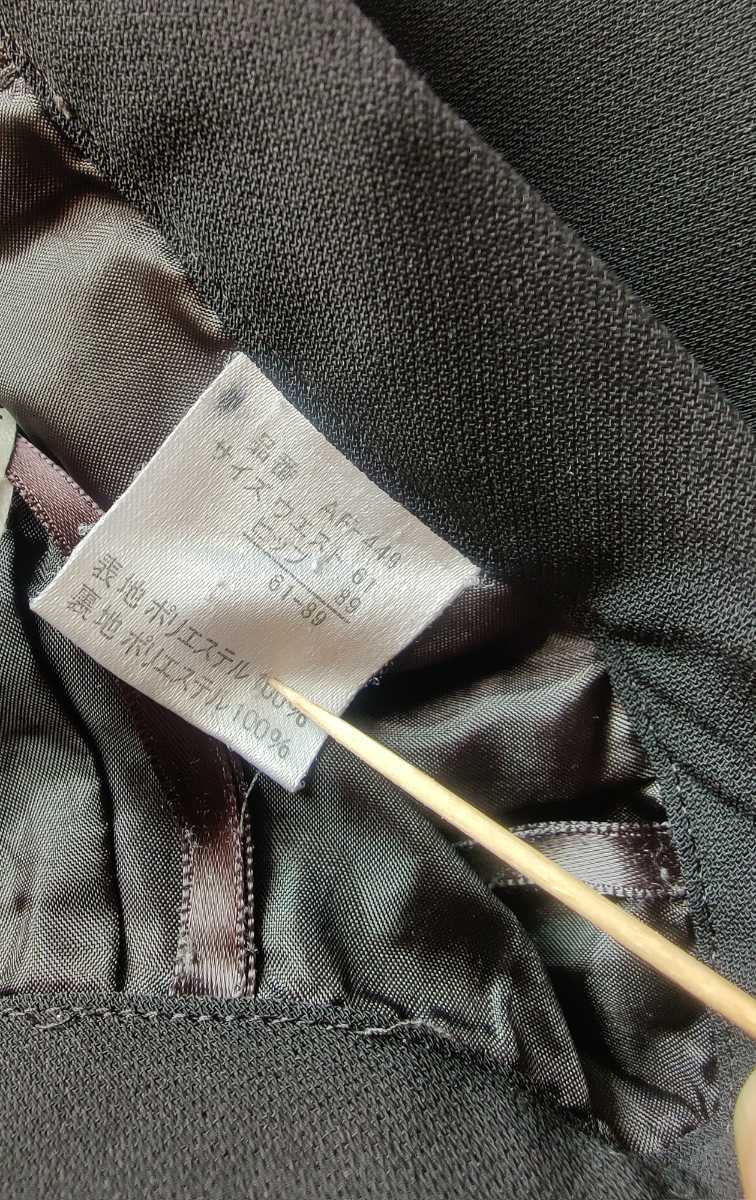 品番 AFI-449
サイズ ウエスト 61
ヒップ 89
61-89
表地 ポリエステル 100%
裏地 ポリエステル 100%